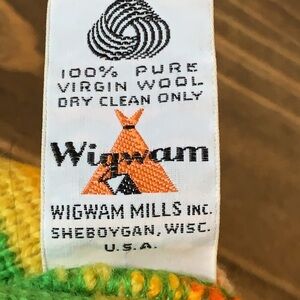 100% PURE
VIRGIN WOOL
DRY CLEAN ONLY
Wigwam
WIGWAM MILLS INC.
SHEBOYGAN, WISC.
U.S.A.